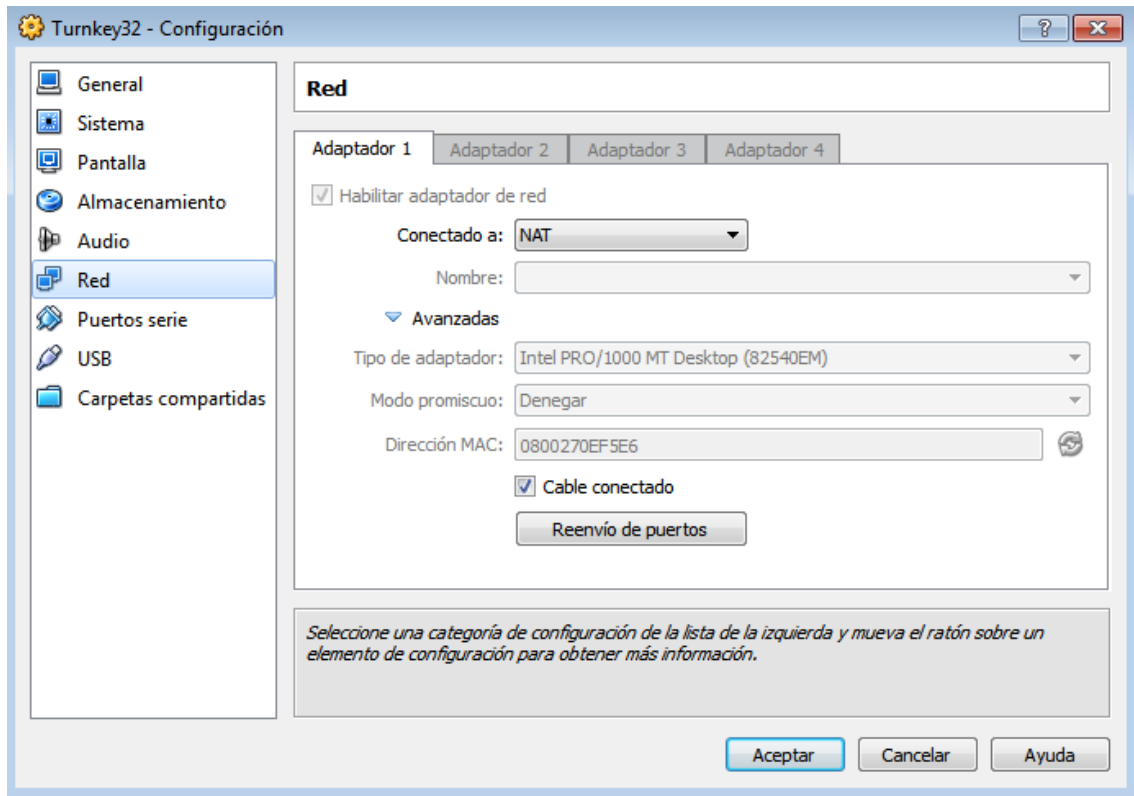 Turnkey32 - Configuración
General
Sistema
Pantalla
Almacenamiento
Audio
Red
Puertos serie
USB
Carpetas compartidas
Red
Adaptador 1 Adaptador 2 Adaptador 3 Adaptador 4
Habilitar adaptador de red
Conectado a: NAT
Nombre:
Avanzadas
Tipo de adaptador: Intel PRO/1000 MT Desktop (82540EM)
Modo promiscuo: Denegar
Dirección MAC: 0800270EF5E6
Cable conectado
Reenvío de puertos
Seleccione una categoría de configuración de la lista de la izquierda y mueva el ratón sobre un
elemento de configuración para obtener más información.
Aceptar Cancelar Ayuda